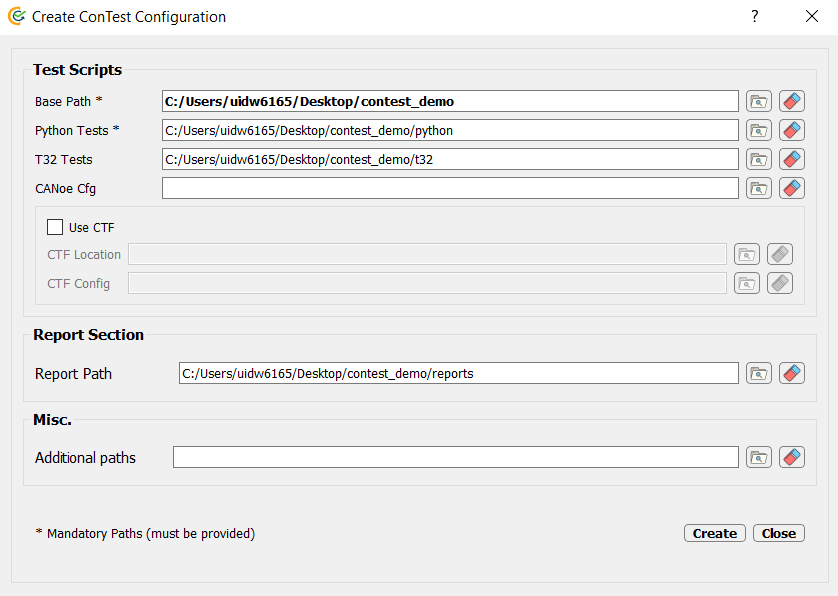 Create ConTest Configuration ?
Test Scripts
Base Path * C:/Users/uidw6165/Desktop/contest_demo
Python Tests * C:/Users/uidw6165/Desktop/contest_demo/python
T32 Tests C:/Users/uidw6165/Desktop/contest_demo/t32
CANoe Cfg
Use CTF
CTF Location
CTF Config
Report Section
Report Path C:/Users/uidw6165/Desktop/contest_demo/reports
Misc.
Additional paths
* Mandatory Paths (must be provided) Create Close